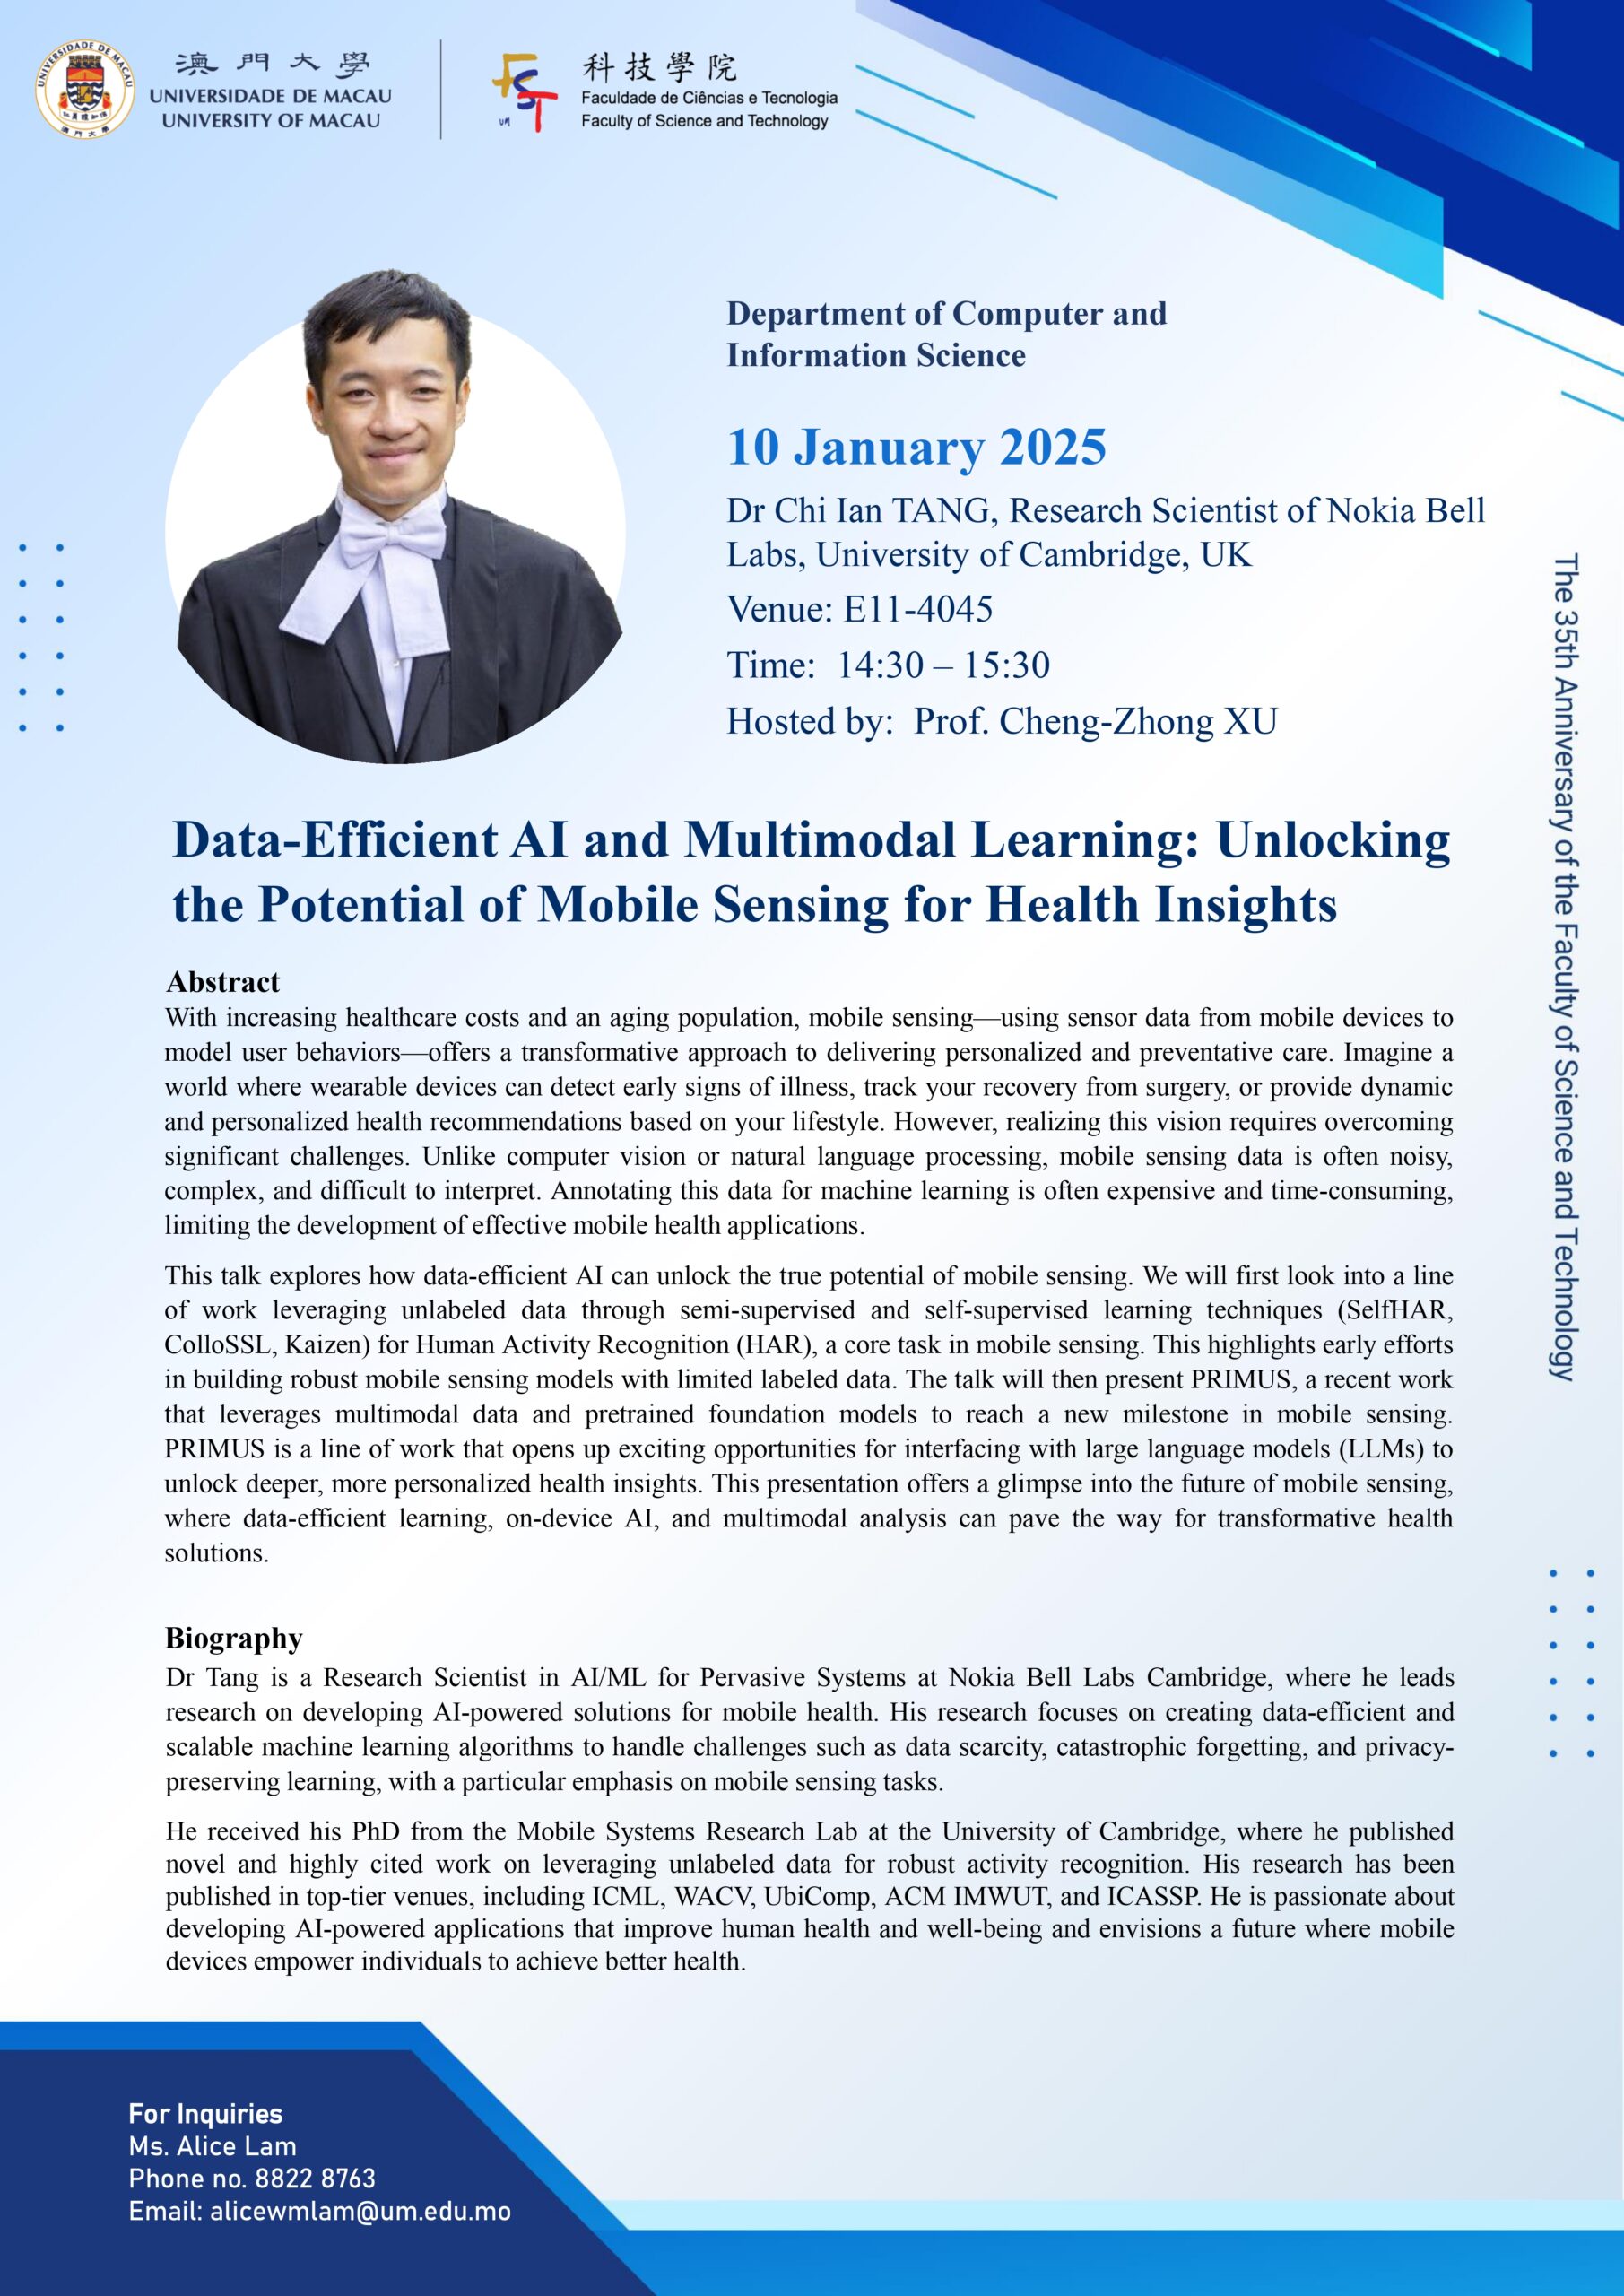 澳門大學
UNIVERSIDADE DE MACAU
UNIVERSITY OF MACAU
UNIVERSIDADE DE MACAU
澳門大學
FST
UM
科技學院
Faculdade de Ciências e Tecnologia
Faculty of Science and Technology
Department of Computer and
Information Science
10 January 2025
Dr Chi Ian TANG, Research Scientist of Nokia Bell
Labs, University of Cambridge, UK
Venue: E11-4045
Time: 14:30 – 15:30
Hosted by: Prof. Cheng-Zhong XU
The 35th Anniversary of the Faculty of Science and Technology
Data-Efficient AI and Multimodal Learning: Unlocking
the Potential of Mobile Sensing for Health Insights
Abstract
With increasing healthcare costs and an aging population, mobile sensing—using sensor data from mobile devices to
model user behaviors—offers a transformative approach to delivering personalized and preventative care. Imagine a
world where wearable devices can detect early signs of illness, track your recovery from surgery, or provide dynamic
and personalized health recommendations based on your lifestyle. However, realizing this vision requires overcoming
significant challenges. Unlike computer vision or natural language processing, mobile sensing data is often noisy,
complex, and difficult to interpret. Annotating this data for machine learning is often expensive and time-consuming,
limiting the development of effective mobile health applications.
This talk explores how data-efficient AI can unlock the true potential of mobile sensing. We will first look into a line
of work leveraging unlabeled data through semi-supervised and self-supervised learning techniques (SelfHAR,
ColloSSL, Kaizen) for Human Activity Recognition (HAR), a core task in mobile sensing. This highlights early efforts
in building robust mobile sensing models with limited labeled data. The talk will then present PRIMUS, a recent work
that leverages multimodal data and pretrained foundation models to reach a new milestone in mobile sensing.
PRIMUS is a line of work that opens up exciting opportunities for interfacing with large language models (LLMs) to
unlock deeper, more personalized health insights. This presentation offers a glimpse into the future of mobile sensing,
where data-efficient learning, on-device AI, and multimodal analysis can pave the way for transformative health
solutions.
Biography
Dr Tang is a Research Scientist in AI/ML for Pervasive Systems at Nokia Bell Labs Cambridge, where he leads
research on developing AI-powered solutions for mobile health. His research focuses on creating data-efficient and
scalable machine learning algorithms to handle challenges such as data scarcity, catastrophic forgetting, and privacy-
preserving learning, with a particular emphasis on mobile sensing tasks.
He received his PhD from the Mobile Systems Research Lab at the University of Cambridge, where he published
novel and highly cited work on leveraging unlabeled data for robust activity recognition. His research has been
published in top-tier venues, including ICML, WACV, UbiComp, ACM IMWUT, and ICASSP. He is passionate about
developing AI-powered applications that improve human health and well-being and envisions a future where mobile
devices empower individuals to achieve better health.
For Inquiries
Ms. Alice Lam
Phone no. 8822 8763
Email: alicewmlam@um.edu.mo